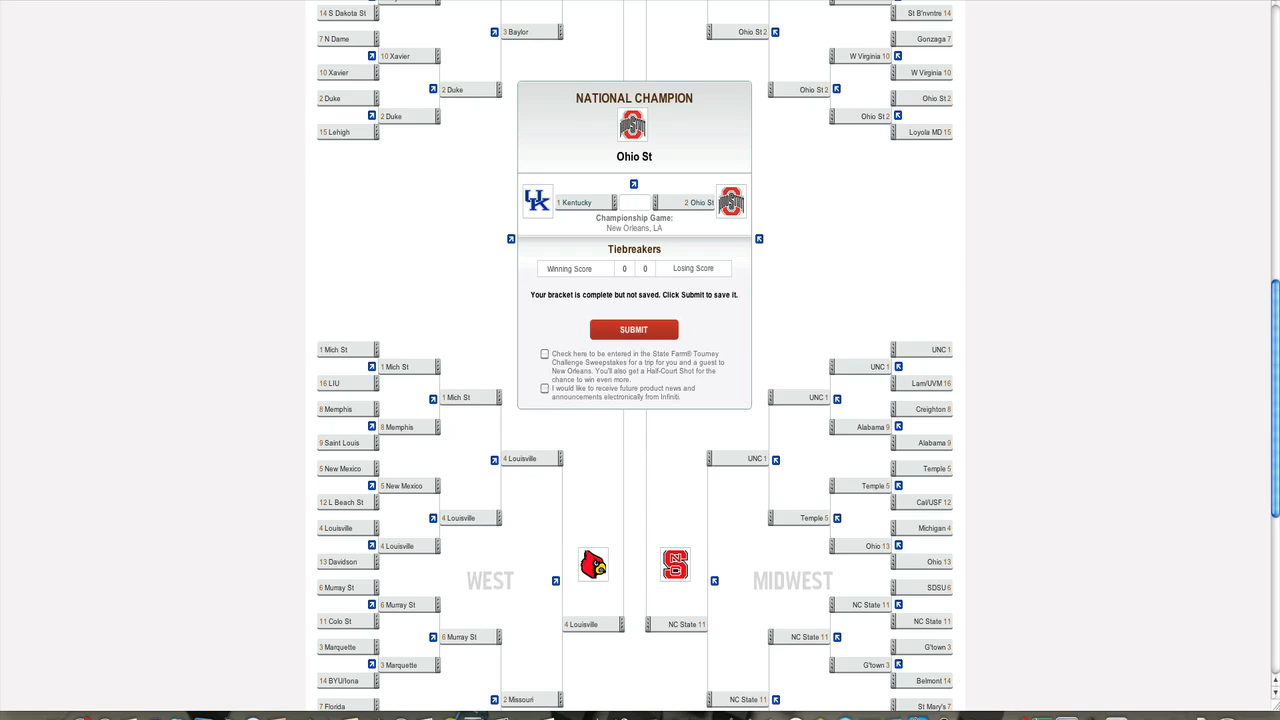 14 S Dakota St
7 N Dame
10 Xavier
10 Xavier
2 Duke
2 Duke
2 Duke
15 Lehigh
3 Baylor
Ohio St 2
St B'nvntre 14
Gonzaga 7
W Virginia 10
W Virginia 10
Ohio St 2
Ohio St 2
Ohio St 2
Loyola MD 15
NATIONAL CHAMPION
Ohio St
1 Kentucky
2 Ohio St
Championship Game:
New Orleans, LA
Tiebreakers
Winning Score 0 0 Losing Score
Your bracket is complete but not saved. Click Submit to save it.
SUBMIT
Check here to be entered in the State Farm® Tourney
Challenge Sweepstakes for a trip for you and a guest to
New Orleans. You'll also get a Half-Court Shot for the
chance to win even more.
I would like to receive future product news and
announcements electronically from Infiniti.
1 Mich St
1 Mich St
16 LIU
1 Mich St
8 Memphis
8 Memphis
9 Saint Louis
4 Louisville
5 New Mexico
5 New Mexico
12 L Beach St
4 Louisville
4 Louisville
4 Louisville
13 Davidson
WEST
4 Louisville
6 Murray St
6 Murray St
11 Colo St
6 Murray St
3 Marquette
3 Marquette
14 BYU/Iona
2 Missouri
7 Florida
UNC 1
UNC 1
Lam/UVM 16
UNC 1
Creighton 8
Alabama 9
Alabama 9
UNC 1
Temple 5
Temple 5
Cal/USF 12
Temple 5
Michigan 4
Ohio 13
Ohio 13
MIDWEST
NC State 11
SDSU 6
NC State 11
NC State 11
NC State 11
G'town 3
G'town 3
Belmont 14
NC State 11
St Mary's 7